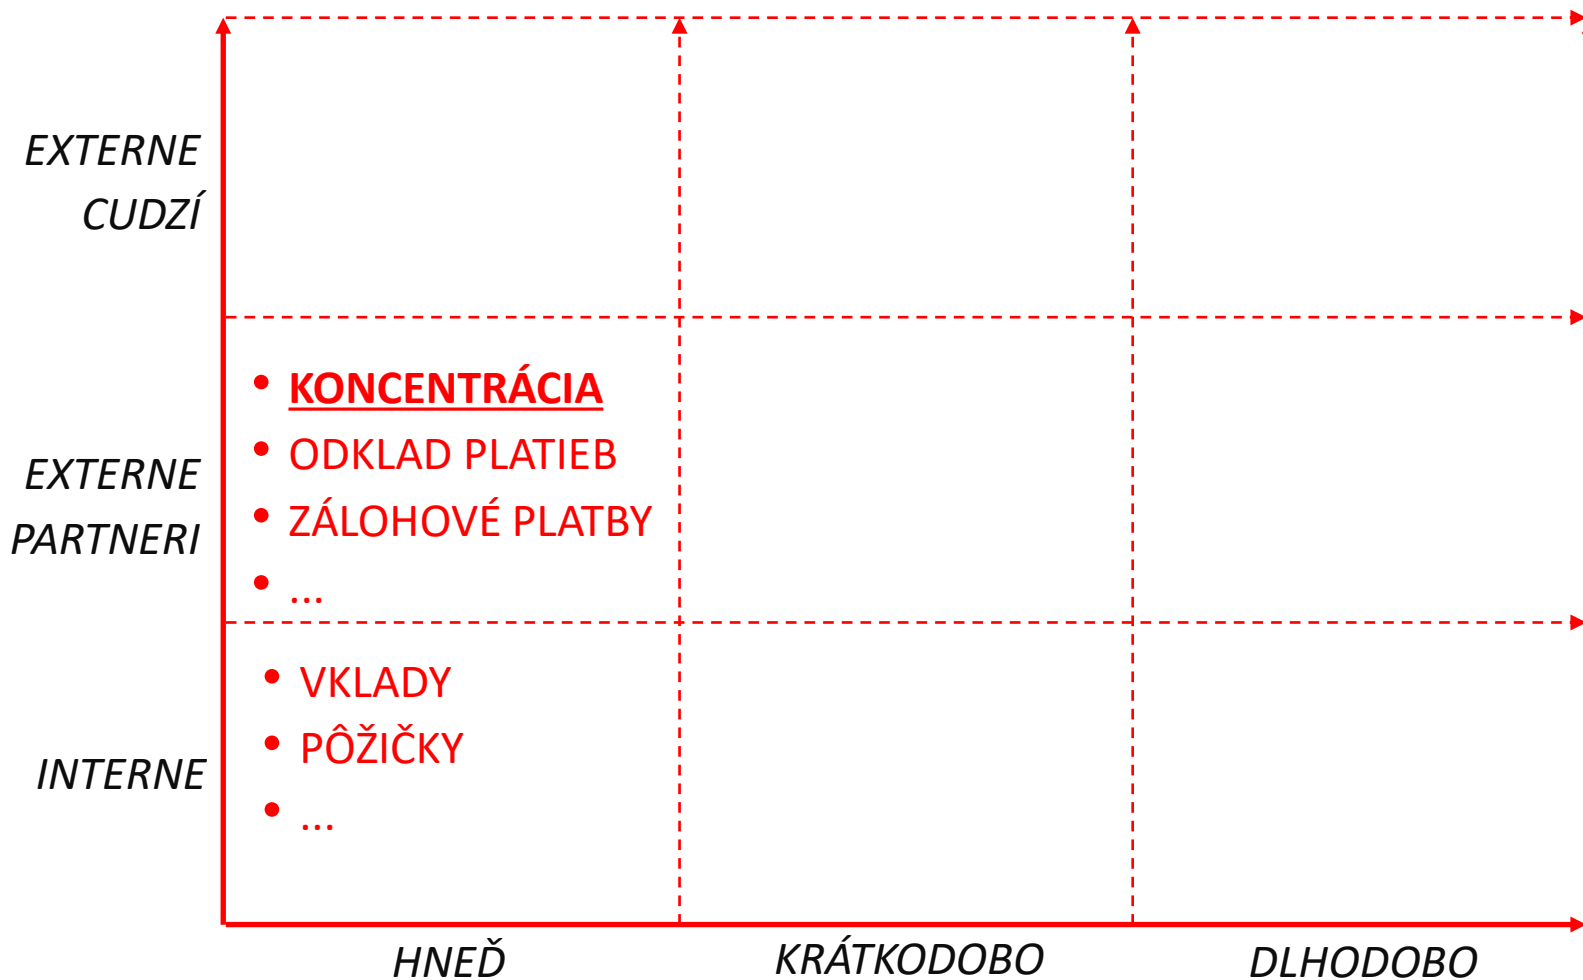 EXTERNE
CUDZÍ
• KONCENTRÁCIA
• ODKLAD PLATIEB
EXTERNE
PARTNERI
• ZÁLOHOVÉ PLATBY
• ...
• VKLADY
• PÔŽIČKY
INTERNE
• ...
HNEĎ
KRÁTKODOBO
DLHODOBO